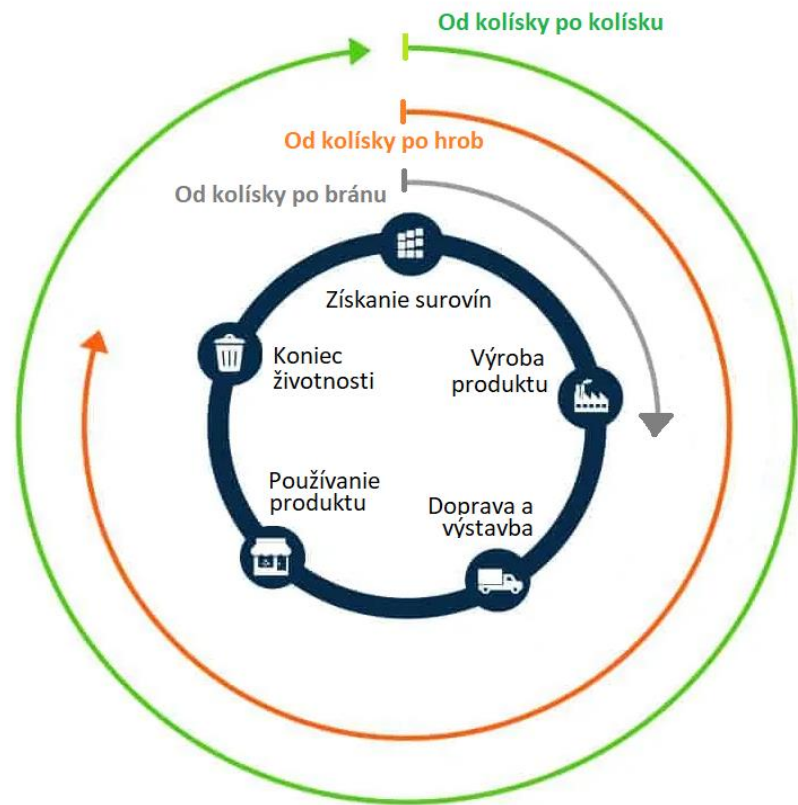 Od kolísky po kolísku
Od kolísky po hrob
Od kolísky po bránu
Získanie surovín
Výroba
produktu
Doprava a
výstavba
Používanie
produktu
Koniec
životnosti